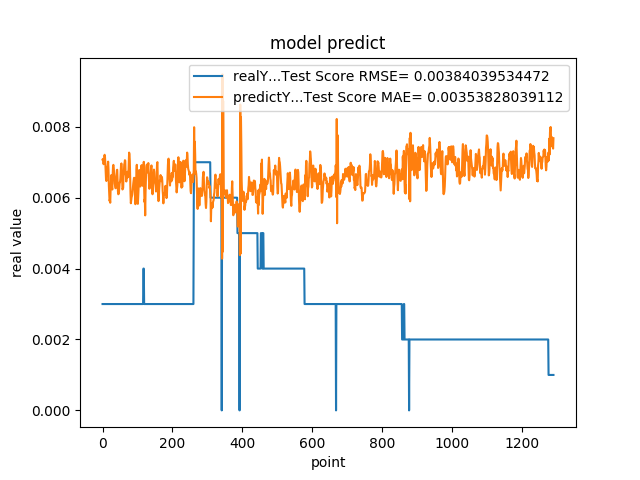 model predict
realY...Test Score RMSE= 0.00384039534472
predictY...Test Score MAE= 0.00353828039112
real value
0.008
0.006
0.004
0.002
0.000
0 200 400 600 800 1000 1200
point